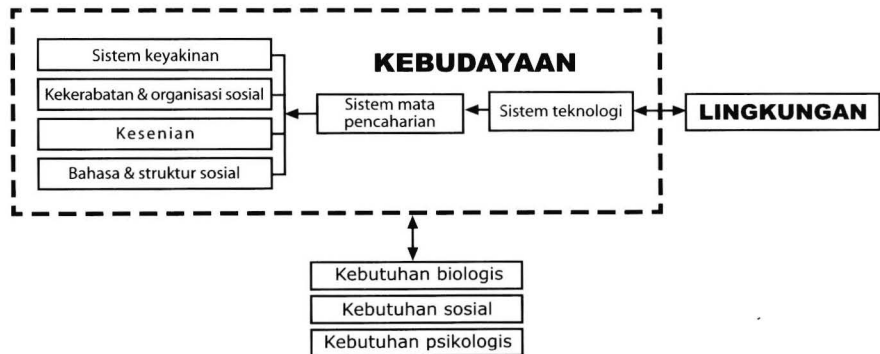 Sistem keyakinan
Kekerabatan & organisasi sosial
Kesenian
Bahasa & struktur sosial
KEBUDAYAAN
Sistem mata
pencaharian
Sistem teknologi
LINGKUNGAN
Kebutuhan biologis
Kebutuhan sosial
Kebutuhan psikologis